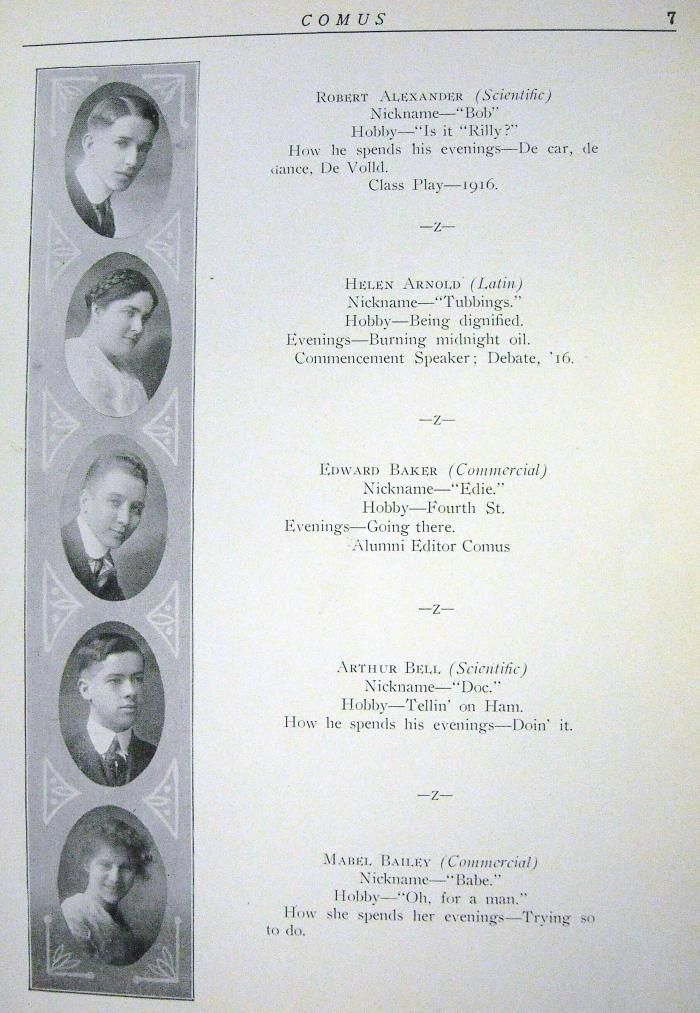 COMUS 7
ROBERT ALEXANDER (Scientific)
Nickname—“Bob”
Hobby—“Is it “Rilly?”
How he spends his evenings—De car, de
dance, De Volld.
Class Play—1916.
—Z—
HELEN ARNOLD (Latin)
Nickname—“Tubbings.”
Hobby—Being dignified.
Evenings—Burning midnight oil.
Commencement Speaker; Debate, ’16.
—Z—
EDWARD BAKER (Commercial)
Nickname—“Edie.”
Hobby—Fourth St.
Evenings—Going there.
Alumni Editor Comus
—Z—
ARTHUR BELL (Scientific)
Nickname—“Doc.”
Hobby—Tellin’ on Ham.
How he spends his evenings—Doin’ it.
—Z—
MABEL BAILEY (Commercial)
Nickname—“Babe.”
Hobby—“Oh, for a man.”
How she spends her evenings—Trying so
to do.